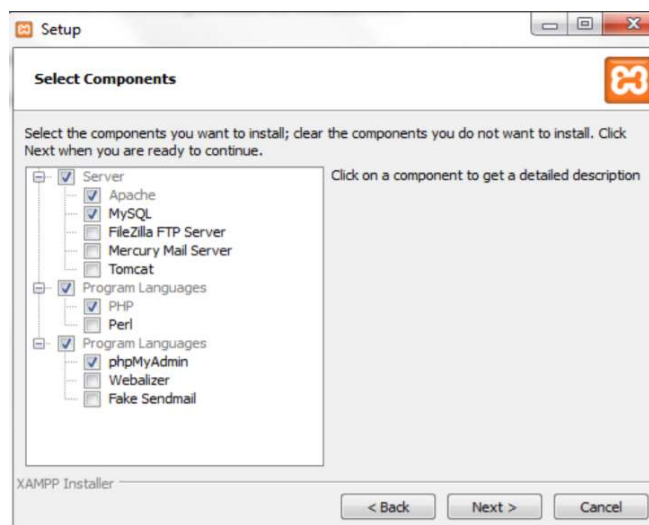 Setup
Select Components
Select the components you want to install; clear the components you do not want to install. Click
Next when you are ready to continue.
Server
Apache
MySQL
FileZilla FTP Server
Mercury Mail Server
Tomcat
Program Languages
PHP
Perl
Program Languages
phpMyAdmin
Webalizer
Fake Sendmail
Click on a component to get a detailed description
XAMPP Installer
< Back
Next >
Cancel